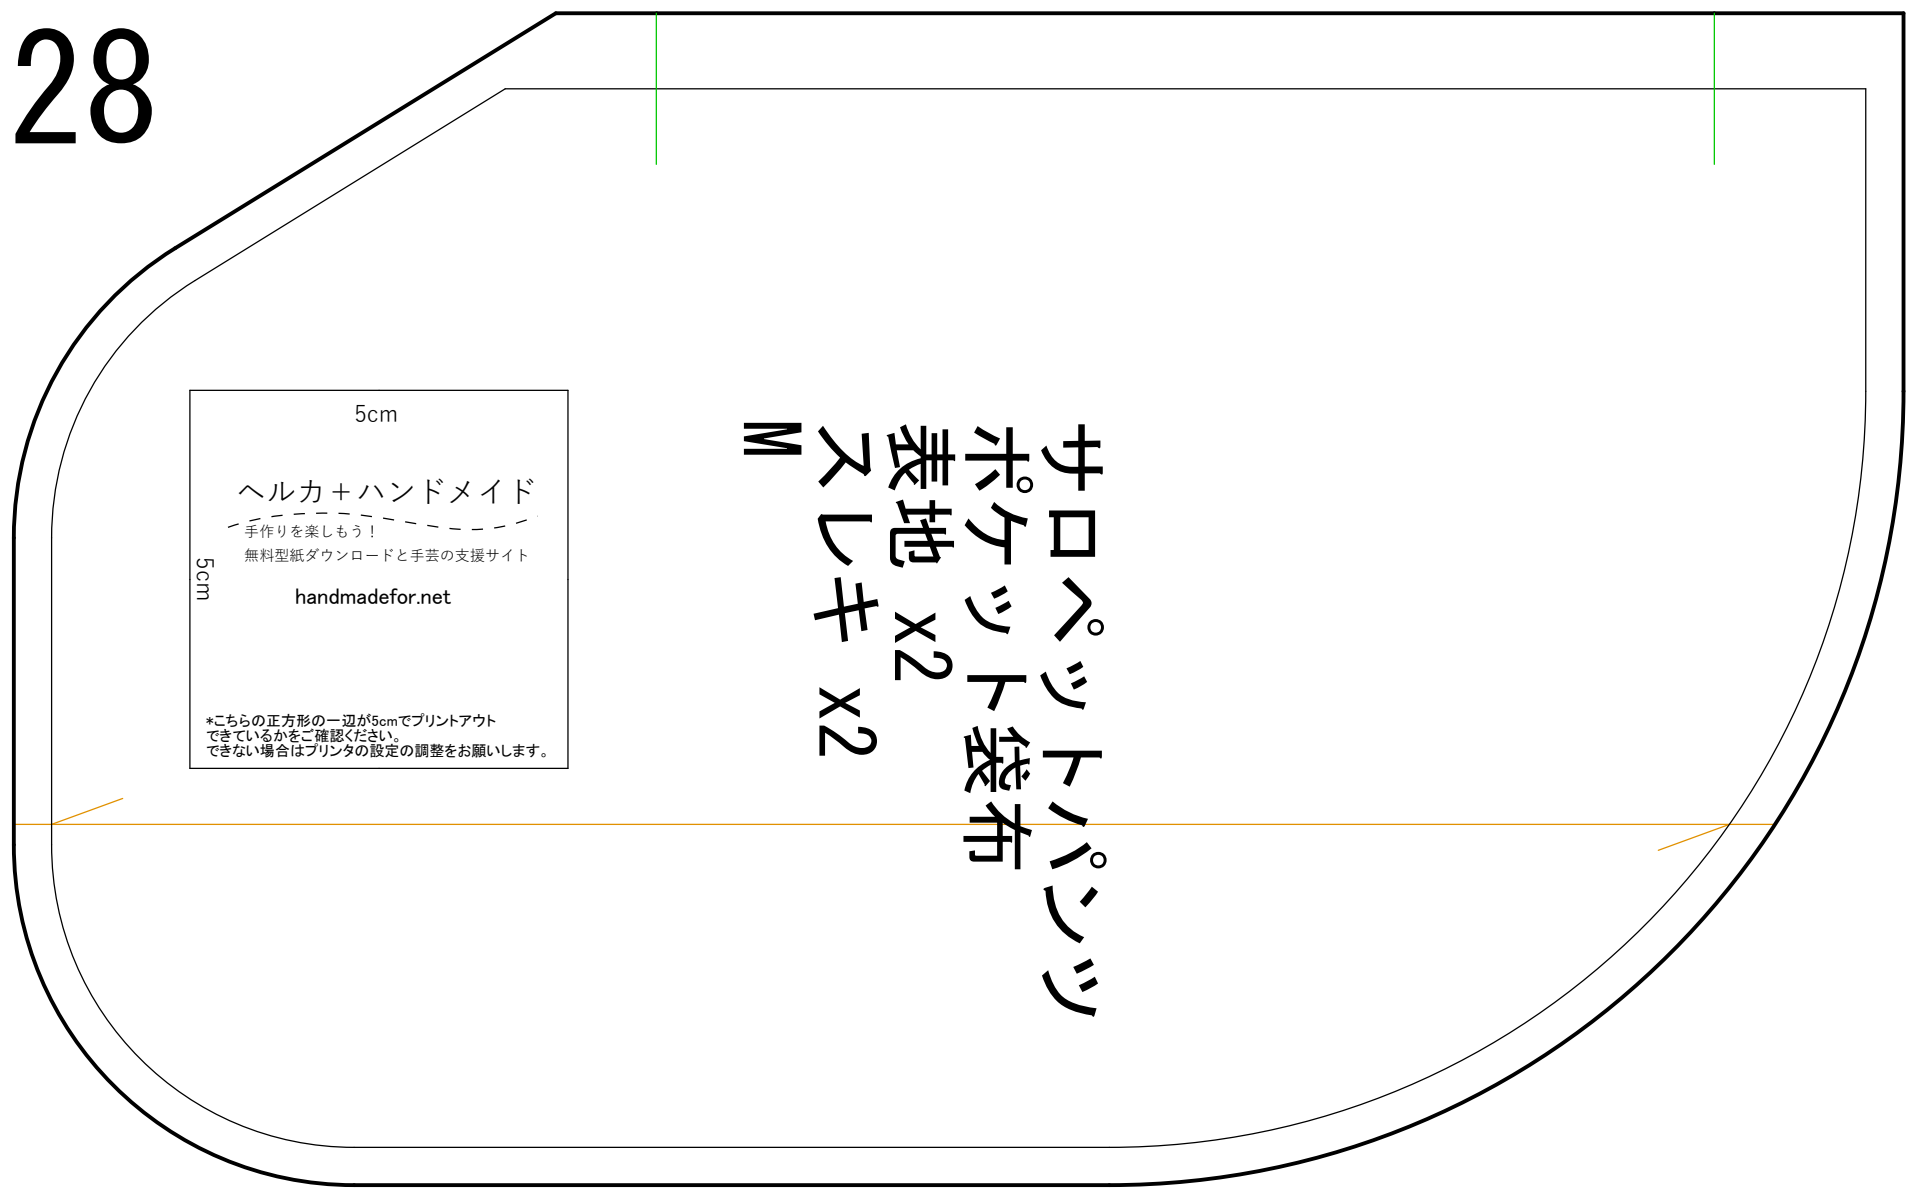 28
5cm
ヘルカ＋ハンドメイド
手作りを楽しもう！
無料型紙ダウンロードと手芸の支援サイト
5cm
handmadefor.net
*こちらの正方形の一辺が5cmでプリントアウト
できているかをご確認ください。
できない場合はプリンタの設定の調整をお願いします。
サロペットパンツ
ポケット袋布
表地 x2
スレキ x2
M